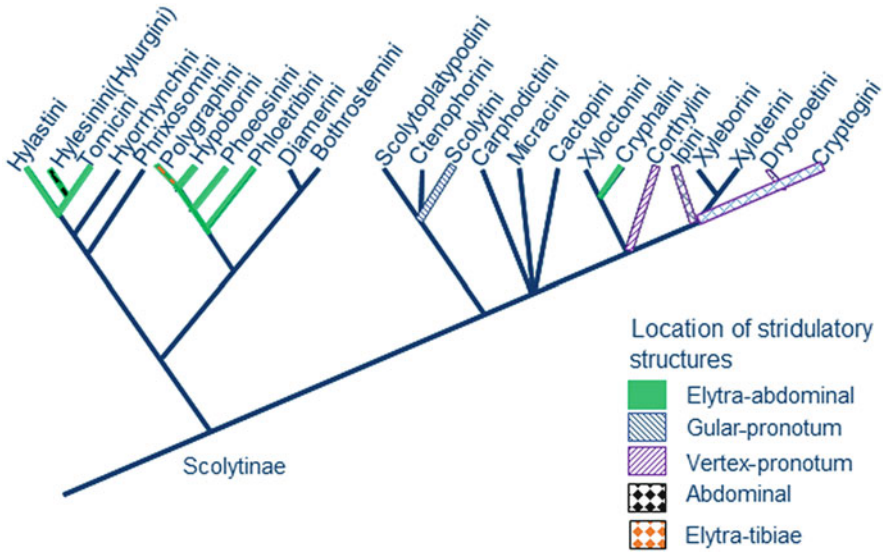 Hylastini
Hylesinini(Hylurgini)
Tomicini
Hyorrhynchini
Phrixosomini
Polygraphini
Hypoborini
Phoeosinini
Phloetribini
Diamerini
Bothrosternini
Scolytoplatypodini
Ctenophorini
Scolytini
Carphodictini
Micracini
Cactopini
Xyloctonini
Cryphalini
Corthylini
Ipini
Xyleborini
Xyloterini
Dryocoetini
Cryptogini
Scolytinae
Location of stridulatory
structures
Elytra-abdominal
Gular-pronotum
Vertex-pronotum
Abdominal
Elytra-tibiae